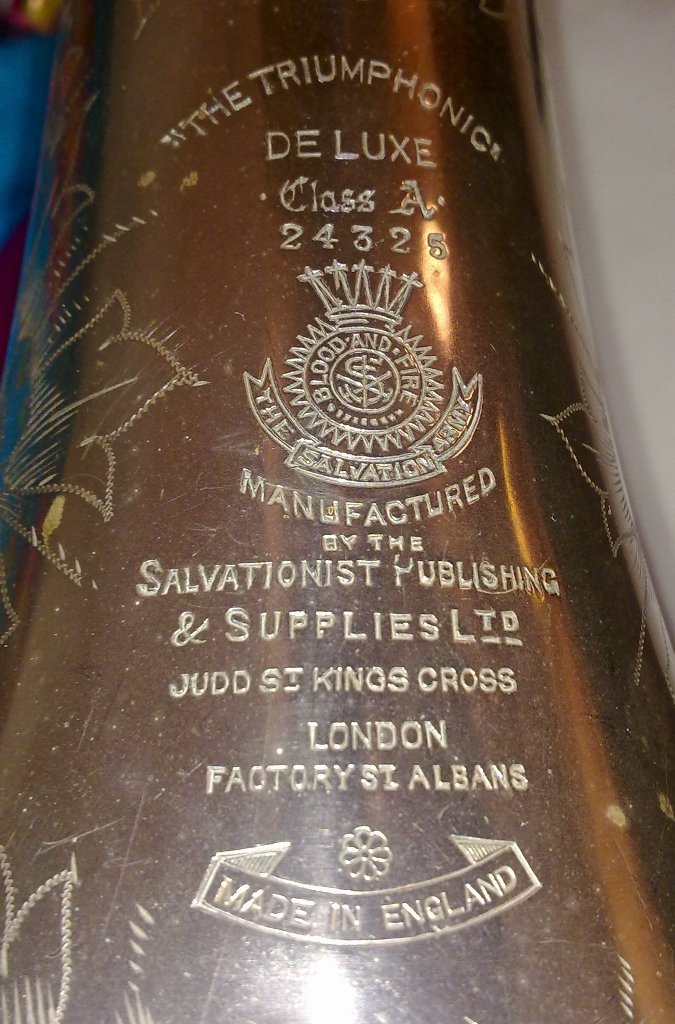 "THE TRIUMPHONIC"
DE LUXE
Class A
24325
BLOOD·AND·FIRE
THE SALVATION ARMY
MANUFACTURED
BY THE
SALVATIONIST PUBLISHING
& SUPPLIES LTD
JUDD ST KINGS CROSS
LONDON
FACTORY ST. ALBANS
MADE IN ENGLAND